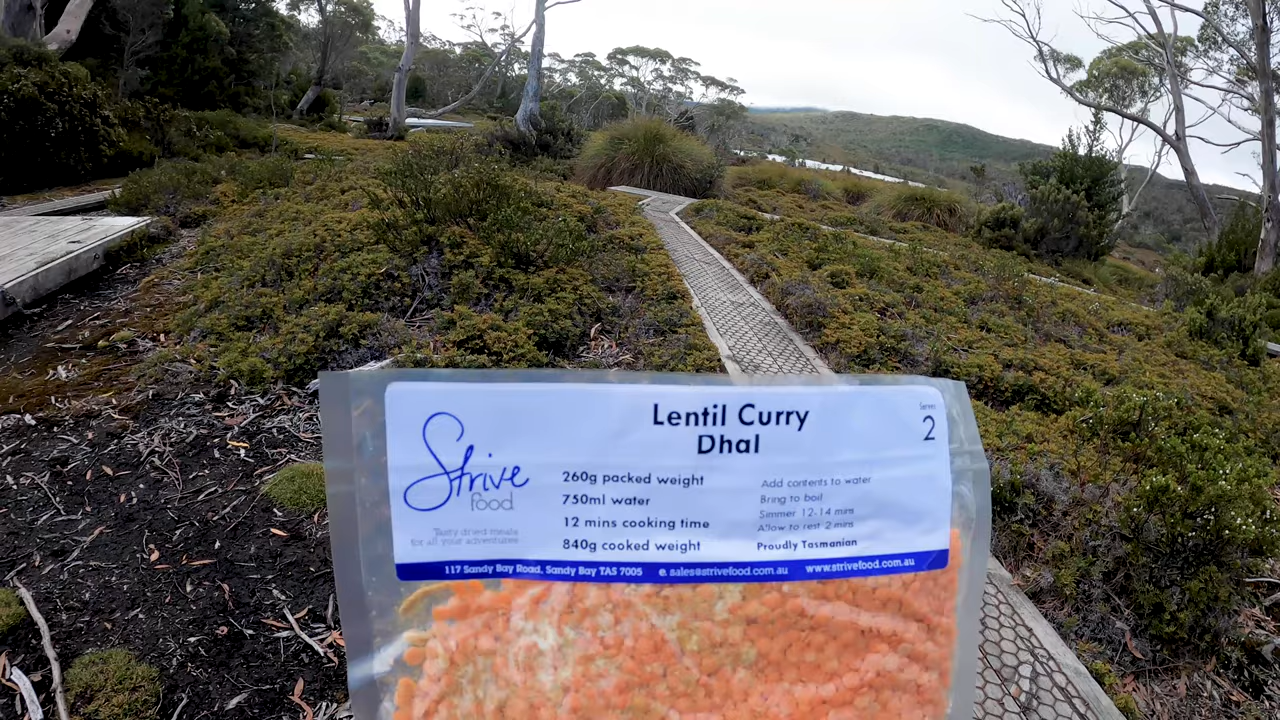 Lentil Curry
Dhal
Serves
2
Strive
food
Tasty dried meals
for all your adventures
260g packed weight
750ml water
12 mins cooking time
840g cooked weight
Add contents to water
Bring to boil
Simmer 12-14 mins
Allow to rest 2 mins
Proudly Tasmanian
117 Sandy Bay Road, Sandy Bay TAS 7005 e. sales@strivefood.com.au www.strivefood.com.au